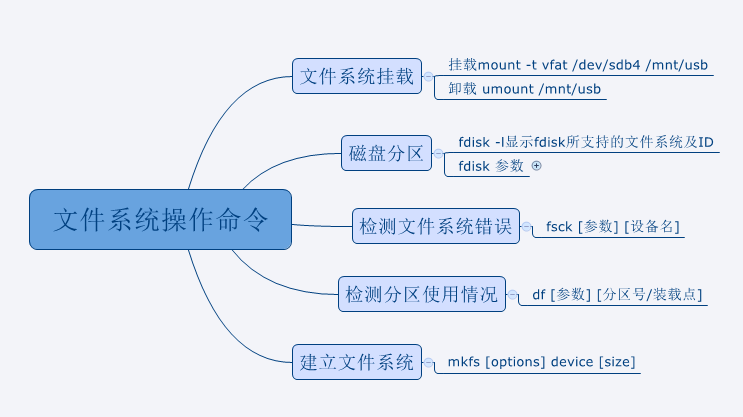 文件系统操作命令
文件系统挂载
挂载mount -t vfat /dev/sdb4 /mnt/usb
卸载 umount /mnt/usb
磁盘分区
fdisk -l显示fdisk所支持的文件系统及ID
fdisk 参数
检测文件系统错误
fsck [参数] [设备名]
检测分区使用情况
df [参数] [分区号/装载点]
建立文件系统
mkfs [options] device [size]